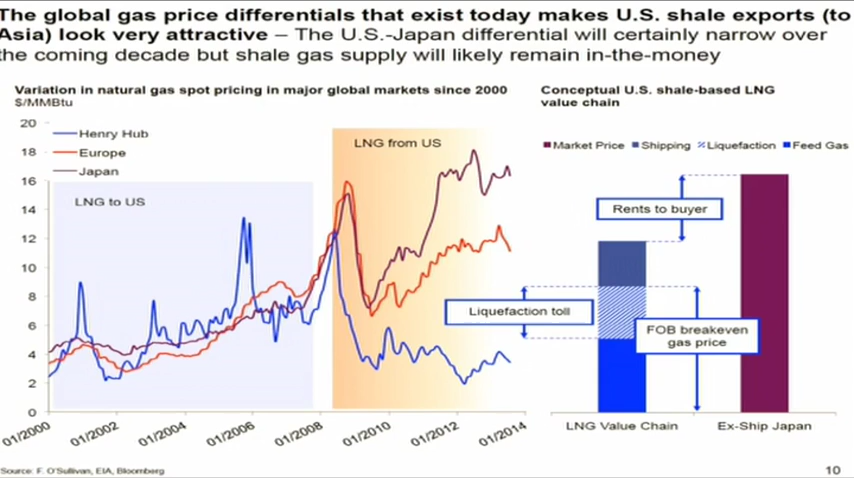 The global gas price differentials that exist today makes U.S. shale exports (to
Asia) look very attractive – The U.S.-Japan differential will certainly narrow over
the coming decade but shale gas supply will likely remain in-the-money
Variation in natural gas spot pricing in major global markets since 2000
$/MMBtu
20
18
16
14
12
10
8
6
4
2
0
Henry Hub
Europe
Japan
LNG to US
LNG from US
01/2000
01/2002
01/2004
01/2006
01/2008
01/2010
01/2012
01/2014
Conceptual U.S. shale-based LNG
value chain
Market Price
Shipping
Liquefaction
Feed Gas
Rents to buyer
Liquefaction toll
FOB breakeven
gas price
LNG Value Chain
Ex-Ship Japan
Source: F. O'Sullivan, EIA, Bloomberg
10